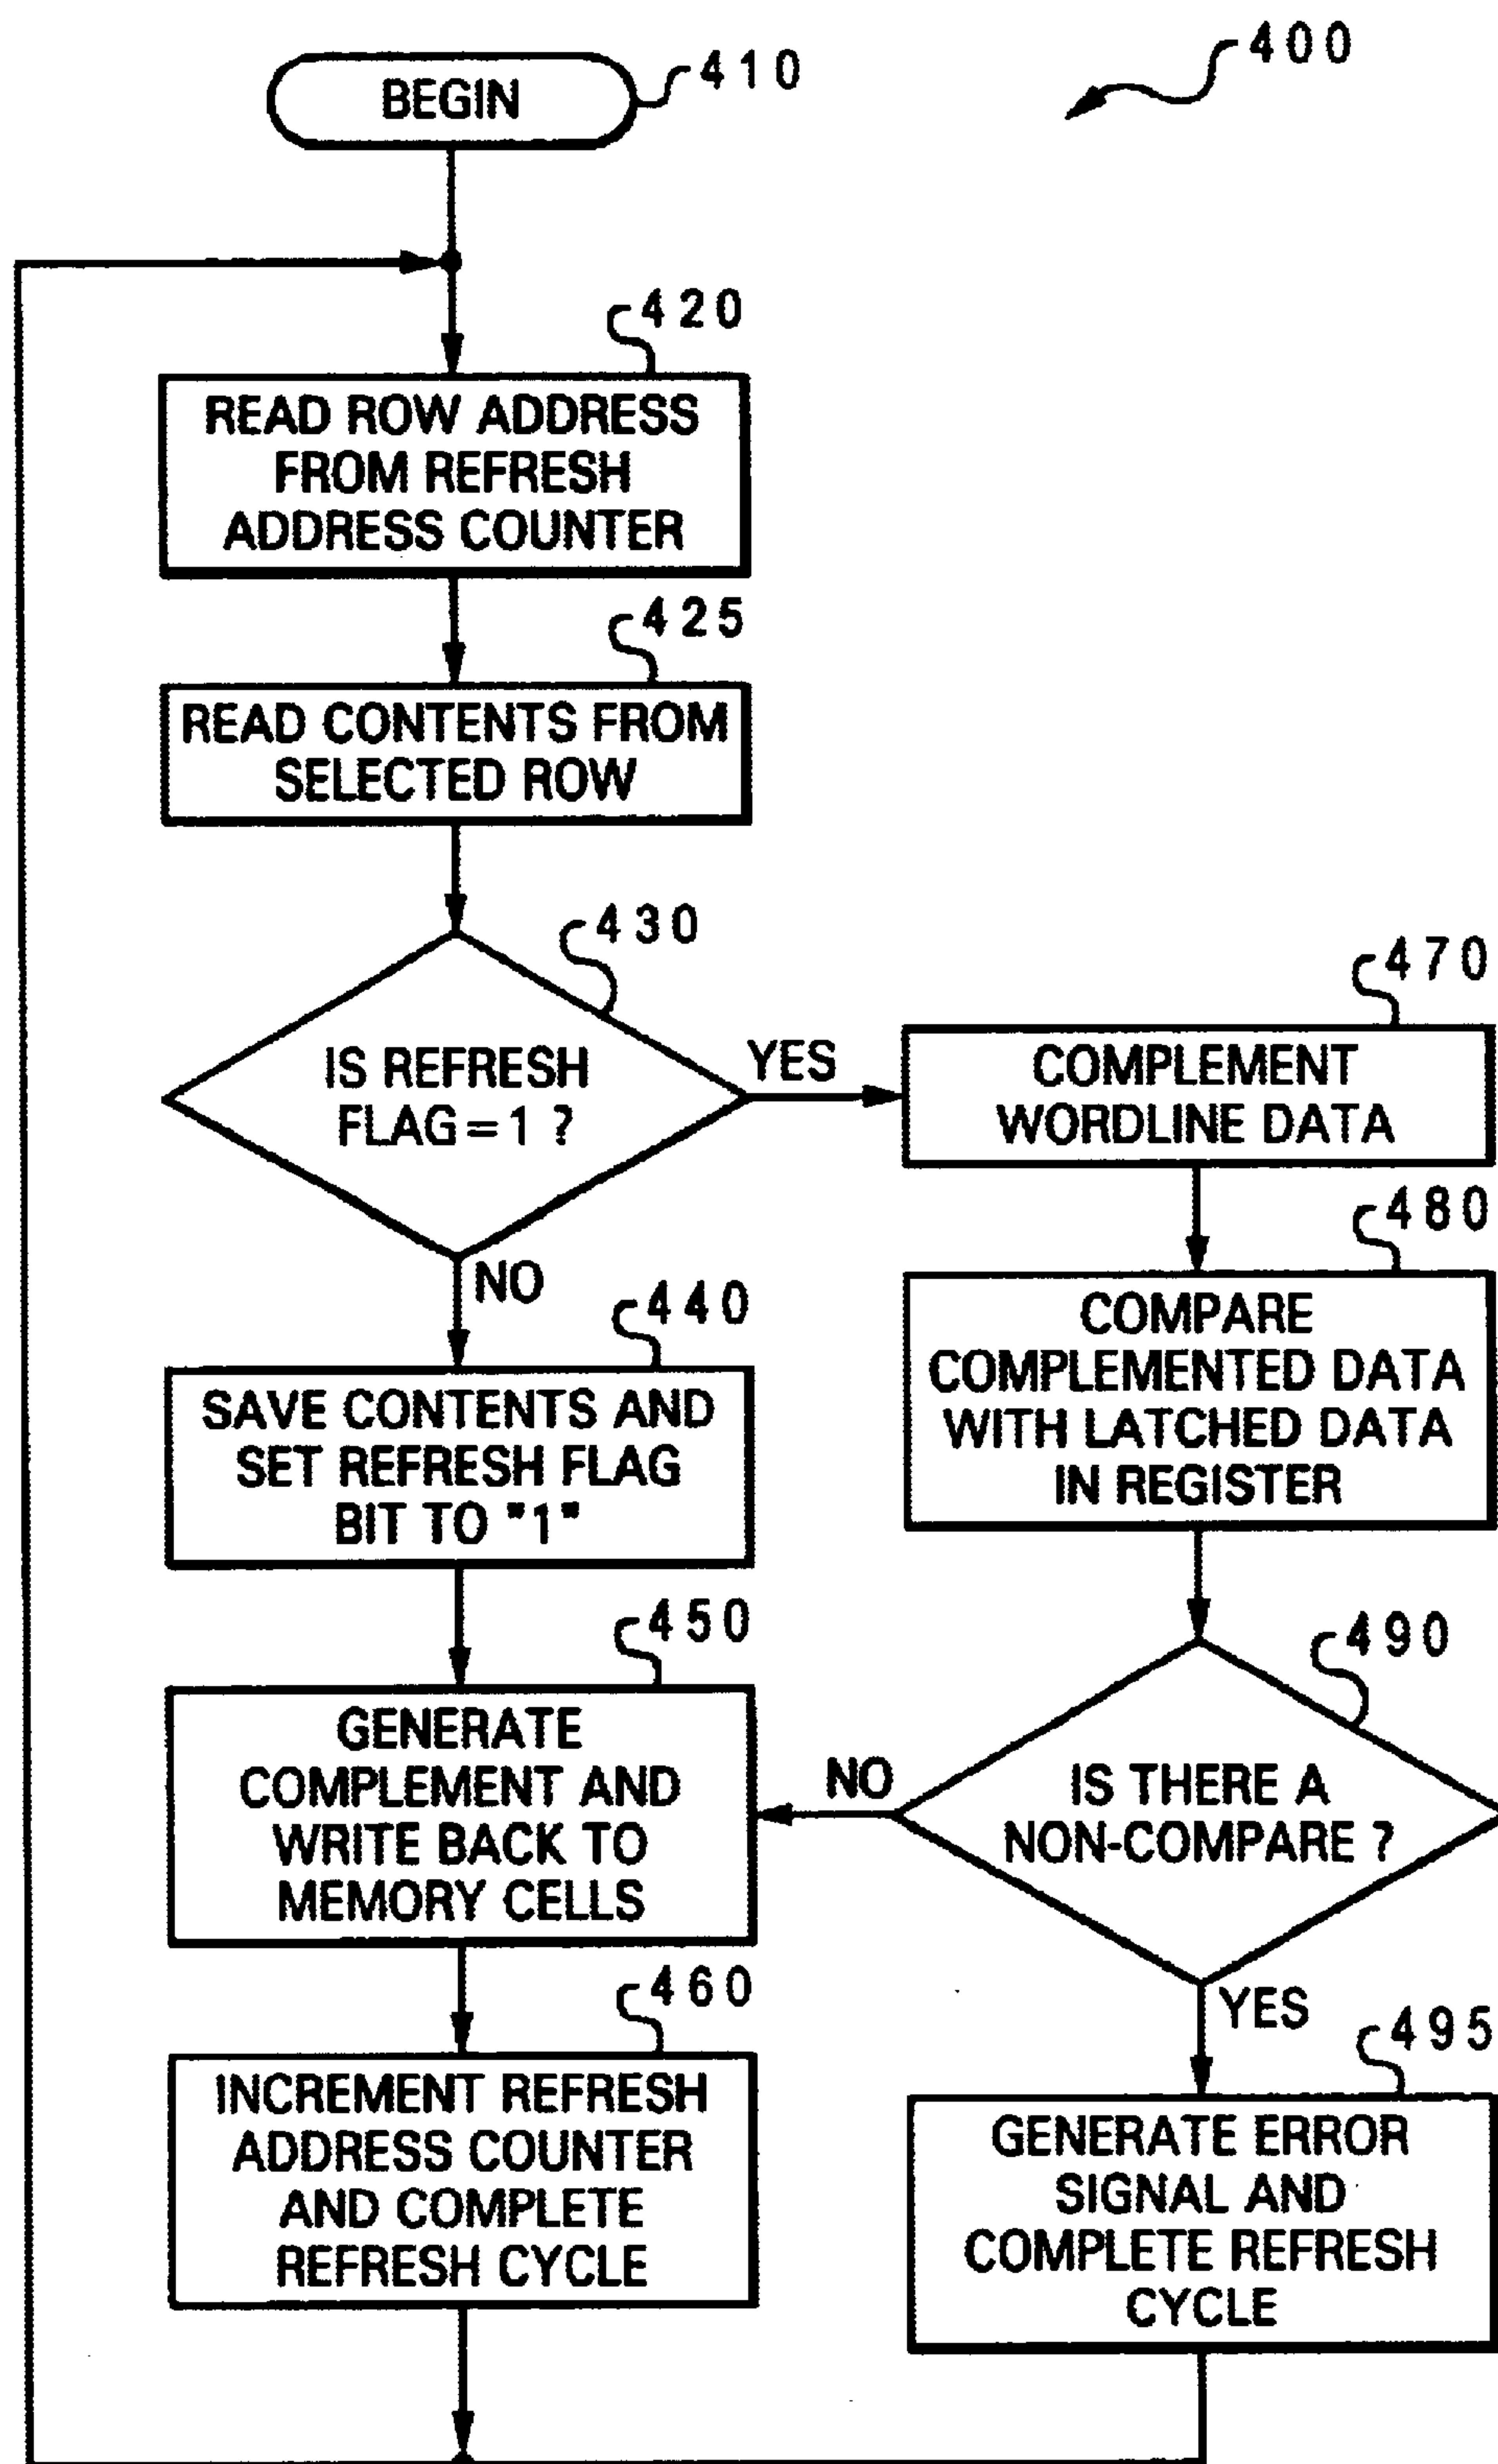 400
BEGIN
410
420
READ ROW ADDRESS
FROM REFRESH
ADDRESS COUNTER
425
READ CONTENTS FROM
SELECTED ROW
430
IS REFRESH
FLAG=1 ?
YES
NO
470
COMPLEMENT
WORDLINE DATA
480
COMPARE
COMPLEMENTED DATA
WITH LATCHED DATA
IN REGISTER
440
SAVE CONTENTS AND
SET REFRESH FLAG
BIT TO "1"
450
GENERATE
COMPLEMENT AND
WRITE BACK TO
MEMORY CELLS
490
IS THERE A
NON-COMPARE ?
NO
YES
460
INCREMENT REFRESH
ADDRESS COUNTER
AND COMPLETE
REFRESH CYCLE
495
GENERATE ERROR
SIGNAL AND
COMPLETE REFRESH
CYCLE